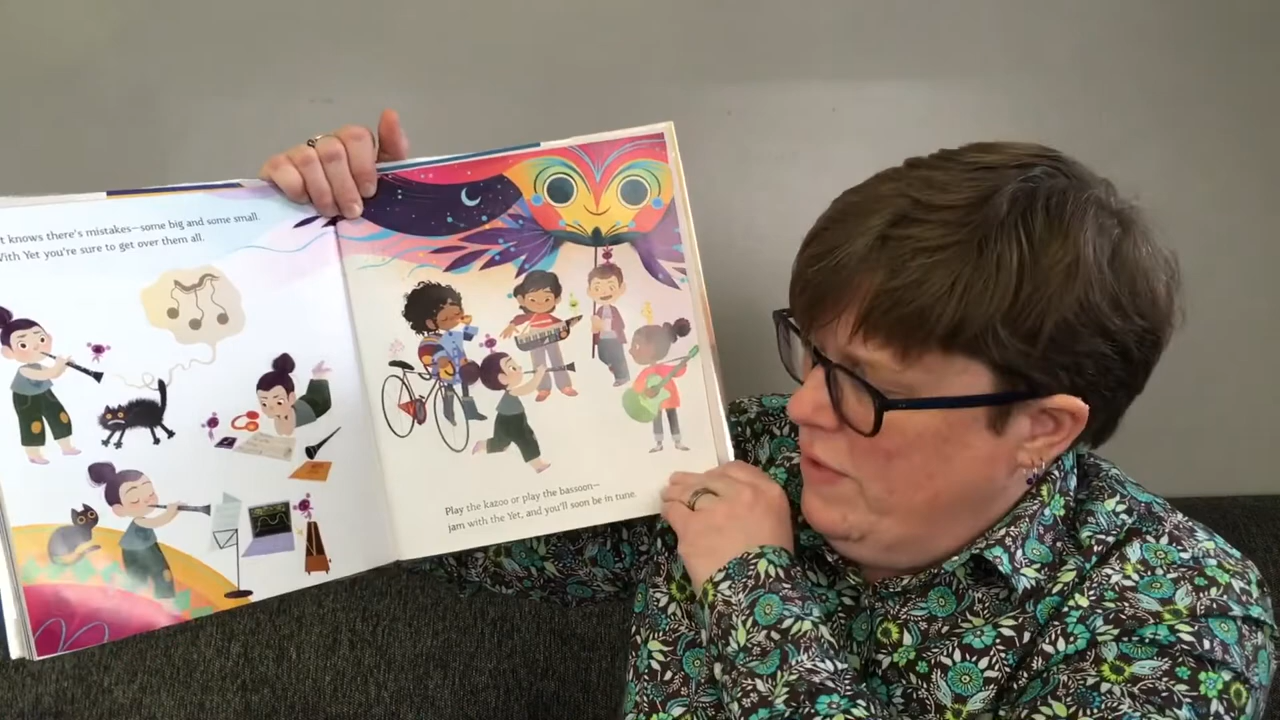 knows there's mistakes—some big and some small.
With Yet you're sure to get over them all.
Play the kazoo or play the bassoon—
jam with the Yet, and you'll soon be in tune.